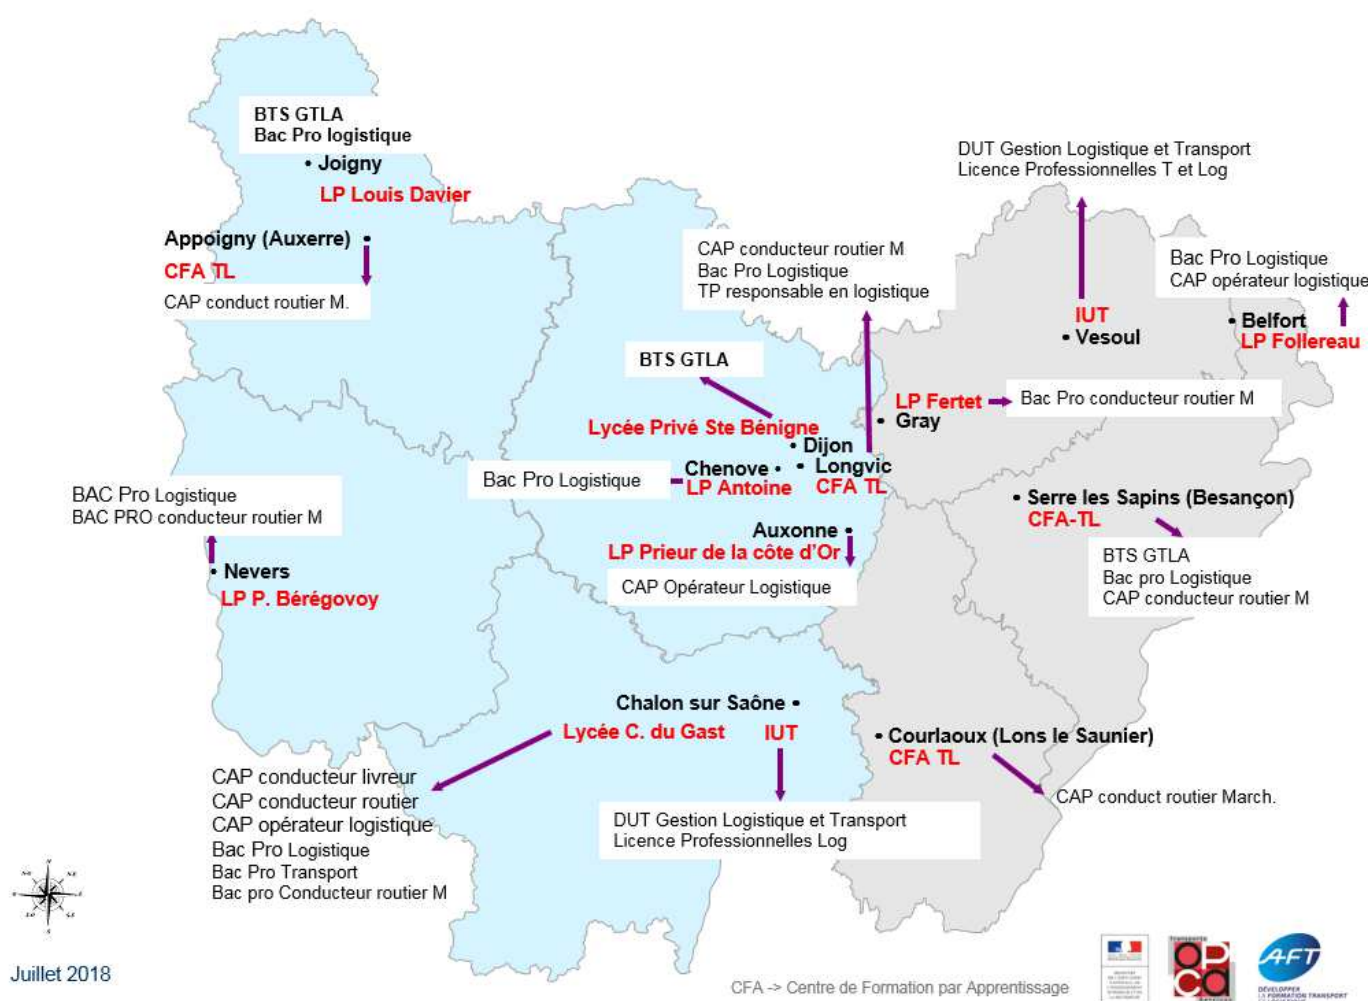 BTS GTLA
Bac Pro logistique
Joigny
LP Louis Davier
Appoigny (Auxerre)
CFA TL
CAP conduct routier M.
DUT Gestion Logistique et Transport
Licence Professionnelles T et Log
IUT
Vesoul
Bac Pro Logistique
CAP opérateur logistique
Belfort
LP Follereau
CAP conducteur routier M
Bac Pro Logistique
TP responsable en logistique
BTS GTLA
Lycée Privé Ste Bénigne
Dijon
LP Fertet
Gray
Bac Pro conducteur routier M
Bac Pro Logistique
Chenove
LP Antoine
Longvic
CFA TL
BAC Pro Logistique
BAC PRO conducteur routier M
Nevers
LP P. Bérégovoy
Auxonne
LP Prieur de la côte d'Or
CAP Opérateur Logistique
Serre les Sapins (Besançon)
CFA-TL
BTS GTLA
Bac pro Logistique
CAP conducteur routier M
Chalon sur Saône
Lycée C. du Gast
IUT
CAP conducteur livreur
CAP conducteur routier
CAP opérateur logistique
Bac Pro Logistique
Bac Pro Transport
Bac pro Conducteur routier M
DUT Gestion Logistique et Transport
Licence Professionnelles Log
Courlaoux (Lons le Saunier)
CFA TL
CAP conduct routier March.
Juillet 2018
CFA -> Centre de Formation par Apprentissage
opca
AFT